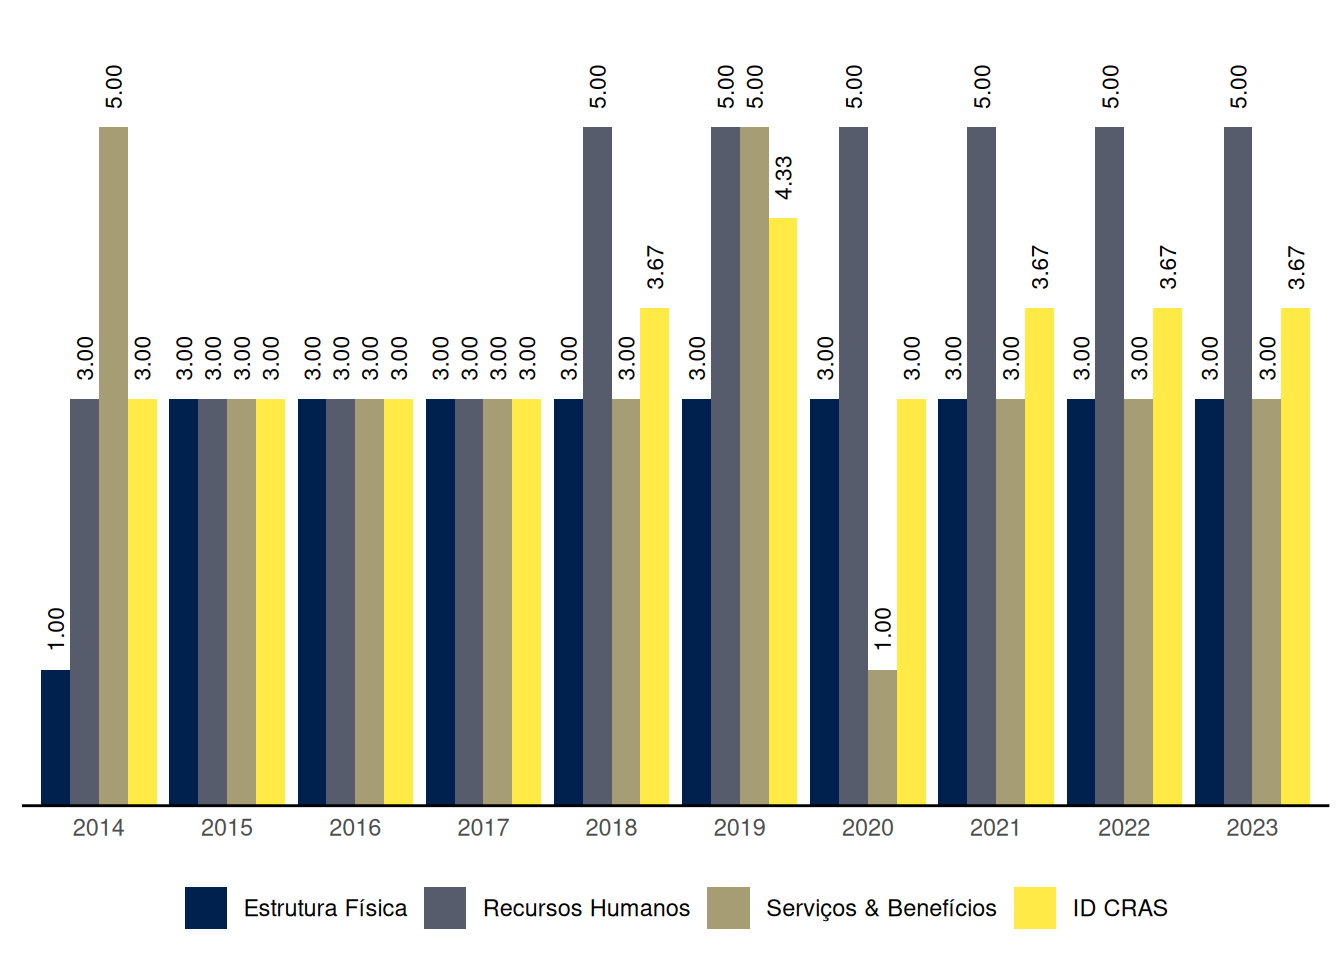 5.00 5.00 5.00 5.00 5.00 5.00 5.00 5.00
4.33
3.67 3.67 3.67 3.67
3.00 3.00 3.00 3.00 3.00 3.00 3.00 3.00 3.00 3.00 3.00 3.00 3.00 3.00 3.00 3.00 3.00 3.00 3.00 3.00 3.00 3.00 3.00 3.00 3.00
1.00 1.00
2014 2015 2016 2017 2018 2019 2020 2021 2022 2023
Estrutura Física Recursos Humanos Serviços & Benefícios ID CRAS